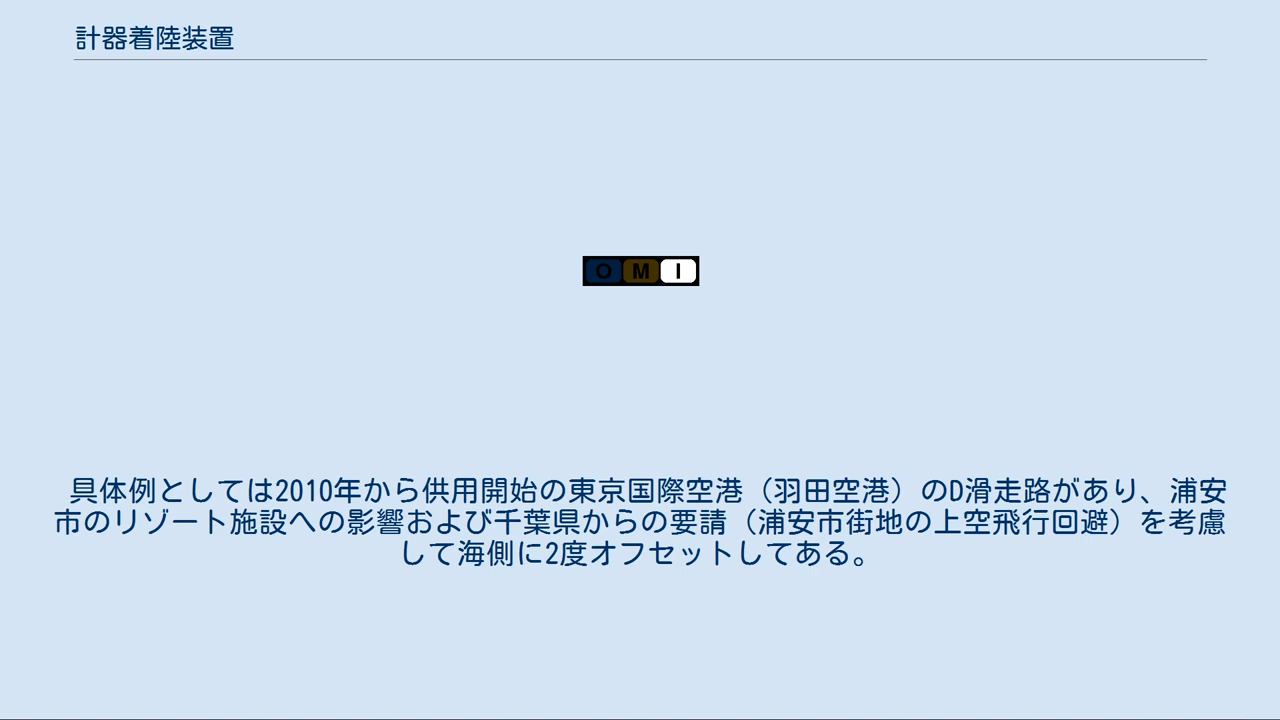 計器着陸装置
O M I
具体例としては2010年から供用開始の東京国際空港（羽田空港）のD滑走路があり、浦安
市のリゾート施設への影響および千葉県からの要請（浦安市街地の上空飛行回避）を考慮
して海側に2度オフセットしてある。